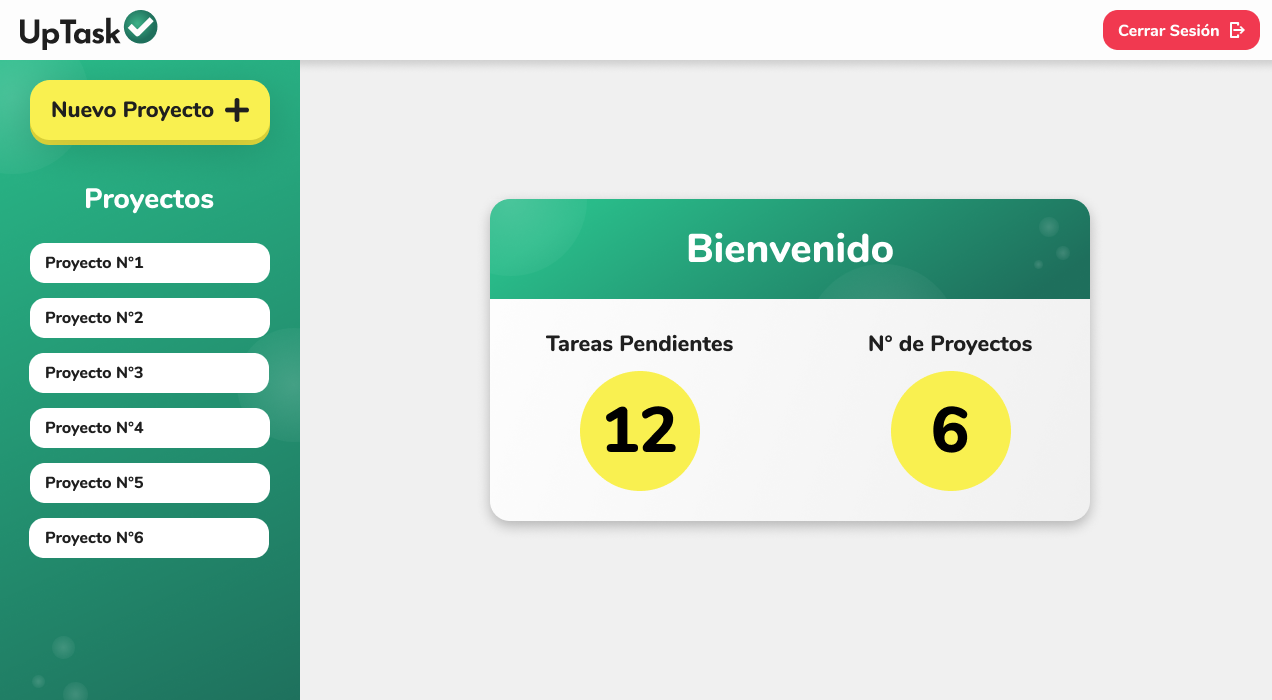 UpTask
Cerrar Sesión
Nuevo Proyecto
Proyectos
Proyecto N°1
Proyecto N°2
Proyecto N°3
Proyecto N°4
Proyecto N°5
Proyecto N°6
Bienvenido
Tareas Pendientes
12
N° de Proyectos
6